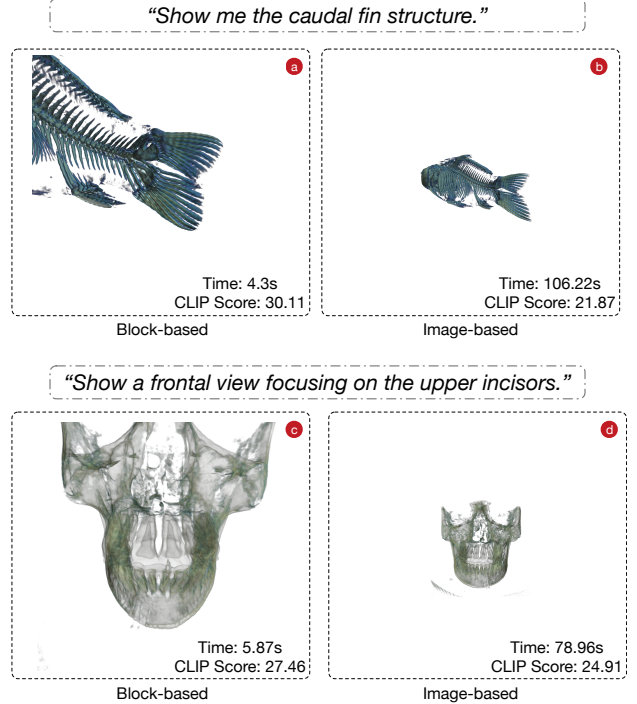 “Show me the caudal fin structure.”
a
b
Time: 4.3s
CLIP Score: 30.11
Time: 106.22s
CLIP Score: 21.87
Block-based
Image-based
“Show a frontal view focusing on the upper incisors.”
c
d
Time: 5.87s
CLIP Score: 27.46
Time: 78.96s
CLIP Score: 24.91
Block-based
Image-based